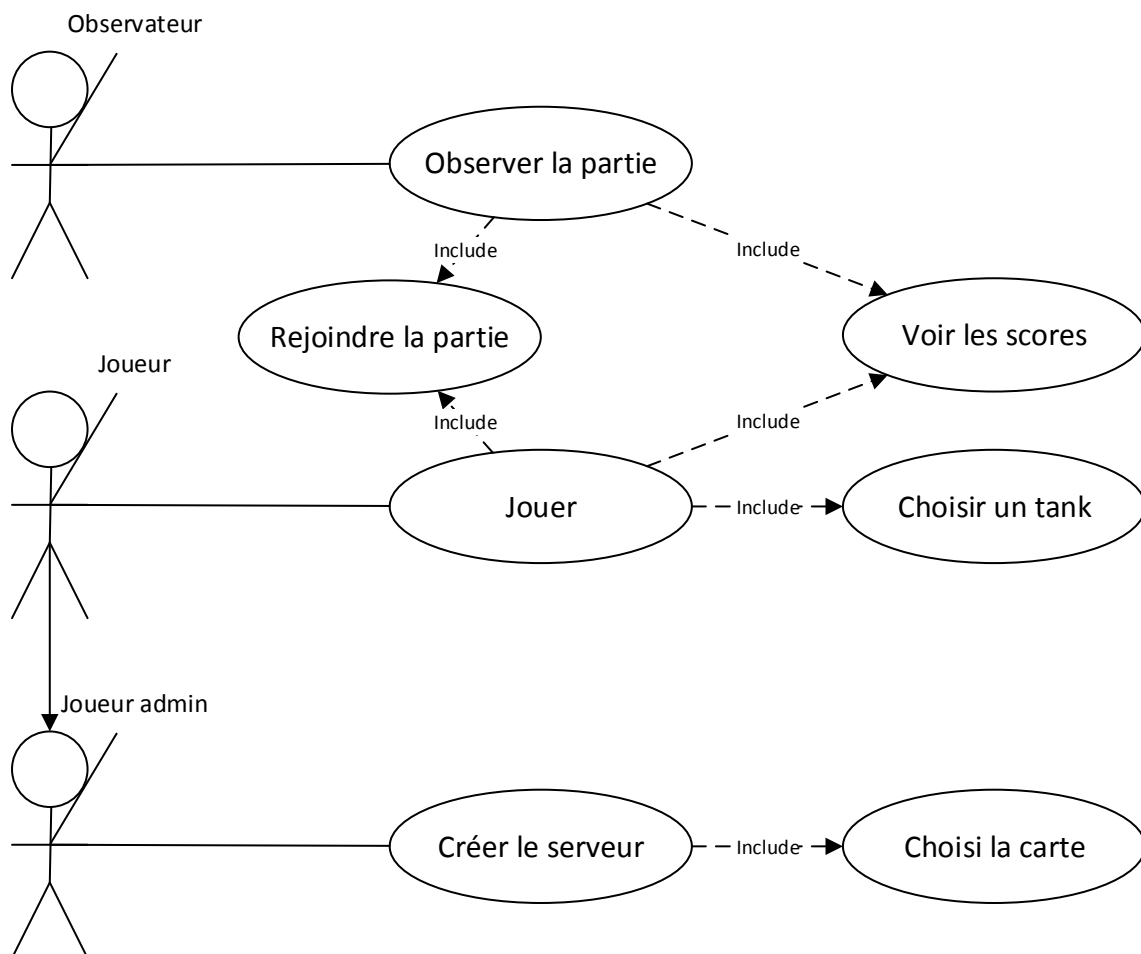 Observateur
Observer la partie
Include
Include
Rejoindre la partie
Voir les scores
Joueur
Include
Include
Jouer
Include
Choisir un tank
Joueur admin
Créer le serveur
Include
Choisi la carte